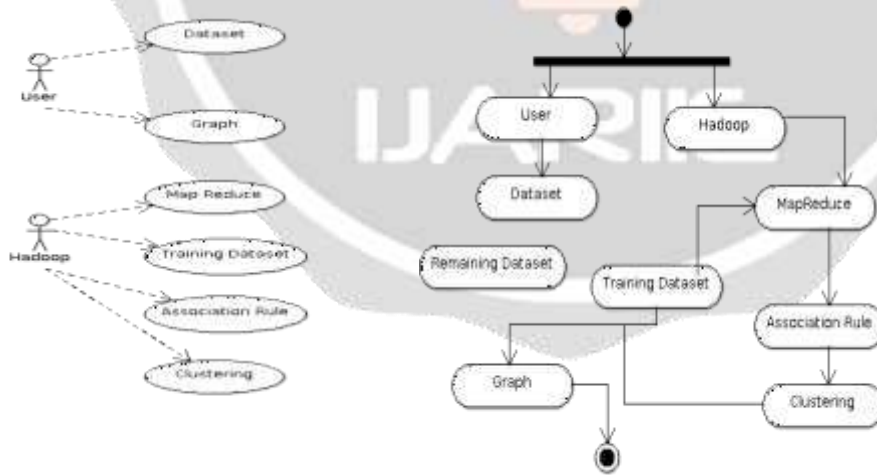 Dataset
User
Graph
Map Reduce
Hadoop
Training Dataset
Association Rule
Clustering
IJARIIE
User
Hadoop
Dataset
MapReduce
Remaining Dataset
Training Dataset
Association Rule
Graph
Clustering